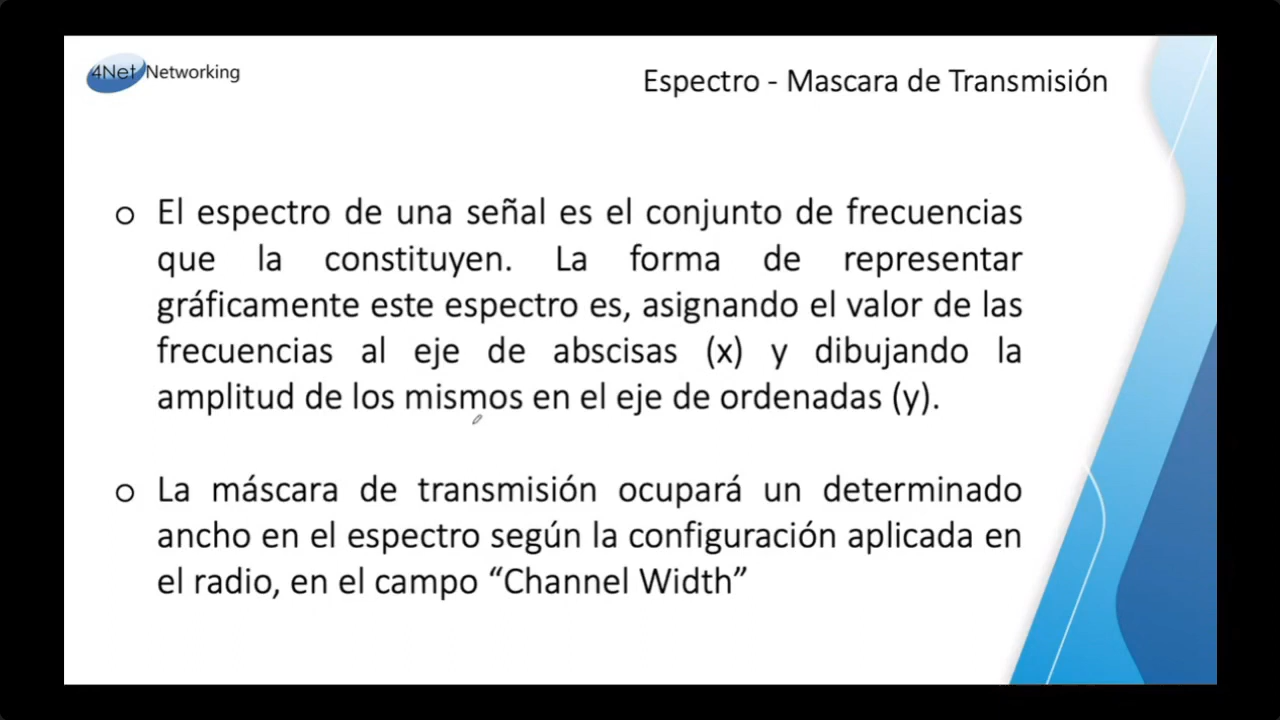 4Net Networking
Espectro - Mascara de Transmisión
o El espectro de una señal es el conjunto de frecuencias
que la constituyen. La forma de representar
gráficamente este espectro es, asignando el valor de las
frecuencias al eje de abscisas (x) y dibujando la
amplitud de los mismos en el eje de ordenadas (y).
o La máscara de transmisión ocupará un determinado
ancho en el espectro según la configuración aplicada en
el radio, en el campo “Channel Width”